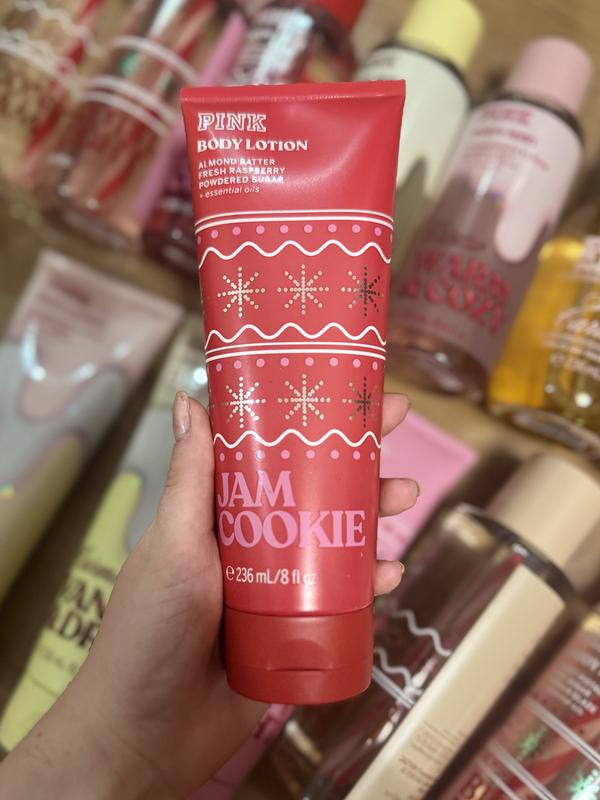 PINK
BODY LOTION
ALMOND BATTER
FRESH RASPBERRY
POWDERED SUGAR
+ essential oils
JAM
COOKIE
℮ 236 mL/8 fl oz
PINK
WARM
& COZY